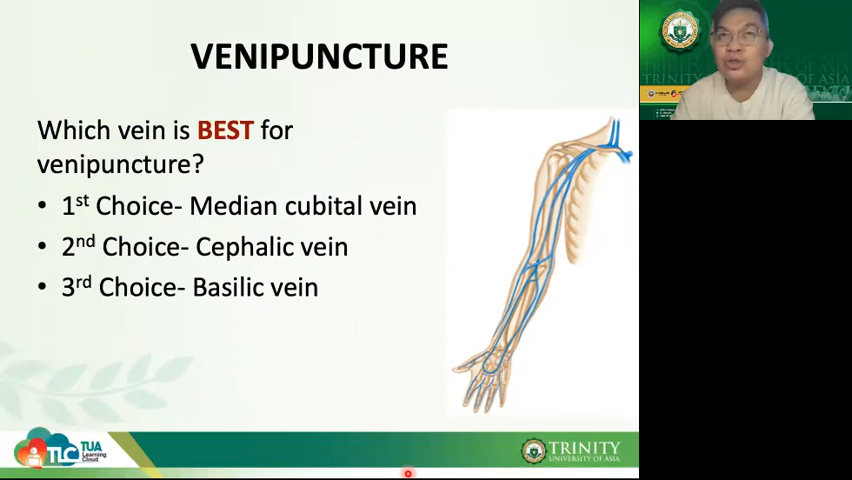 VENIPUNCTURE
Which vein is BEST for
venipuncture?
• 1st Choice- Median cubital vein
• 2nd Choice- Cephalic vein
• 3rd Choice- Basilic vein
TLC
TUA
Learning
Cloud
TRINITY
UNIVERSITY OF ASIA